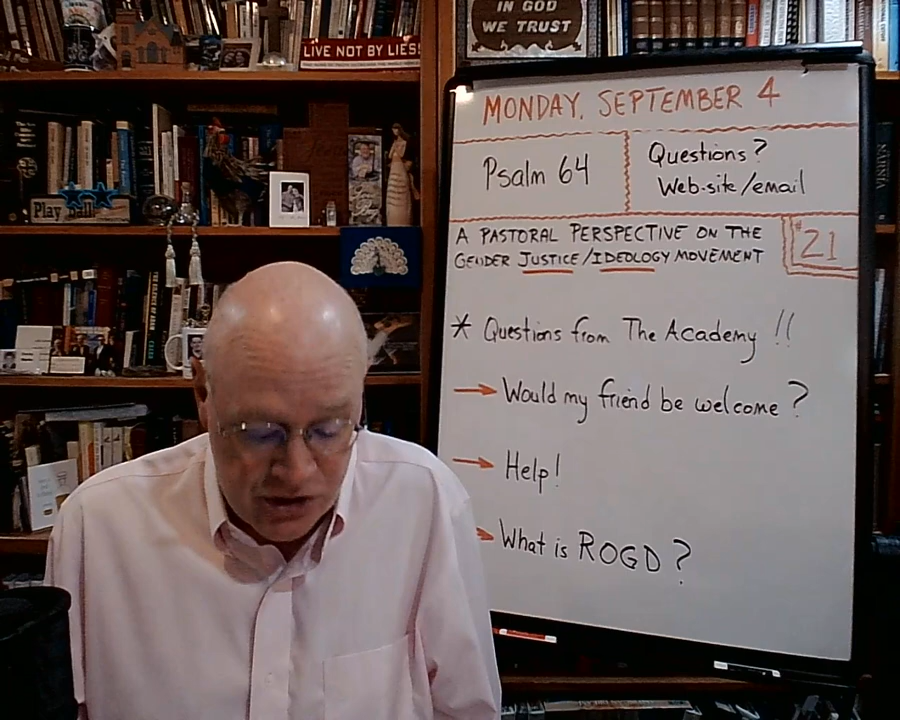 IN GOD
WE TRUST
LIVE NOT BY LIES
Play ball
MONDAY, SEPTEMBER 4
Psalm 64
Questions?
Web-site/email
A PASTORAL PERSPECTIVE ON THE
GENDER JUSTICE/IDEOLOGY MOVEMENT
#21
* Questions from The Academy !!
→ Would my friend be welcome?
→ Help!
→ What is ROGD?
NARNIA